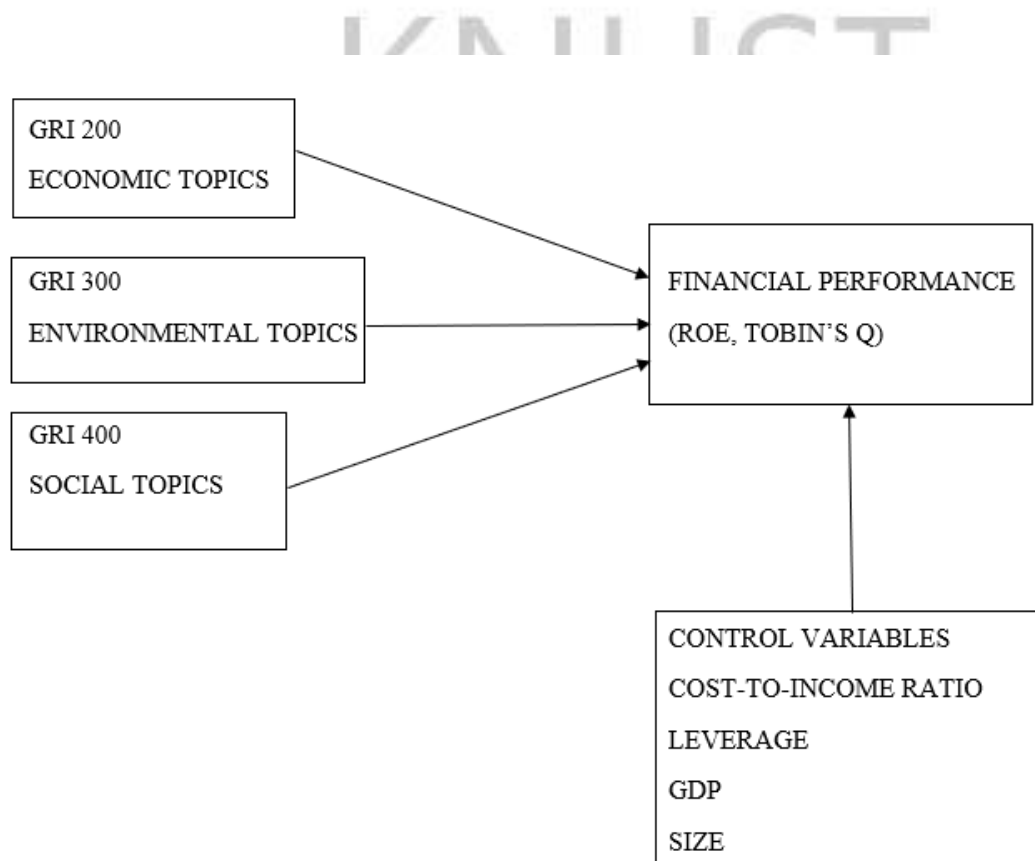 KNUST
GRI 200
ECONOMIC TOPICS
GRI 300
ENVIRONMENTAL TOPICS
GRI 400
SOCIAL TOPICS
FINANCIAL PERFORMANCE
(ROE, TOBIN’S Q)
CONTROL VARIABLES
COST-TO-INCOME RATIO
LEVERAGE
GDP
SIZE